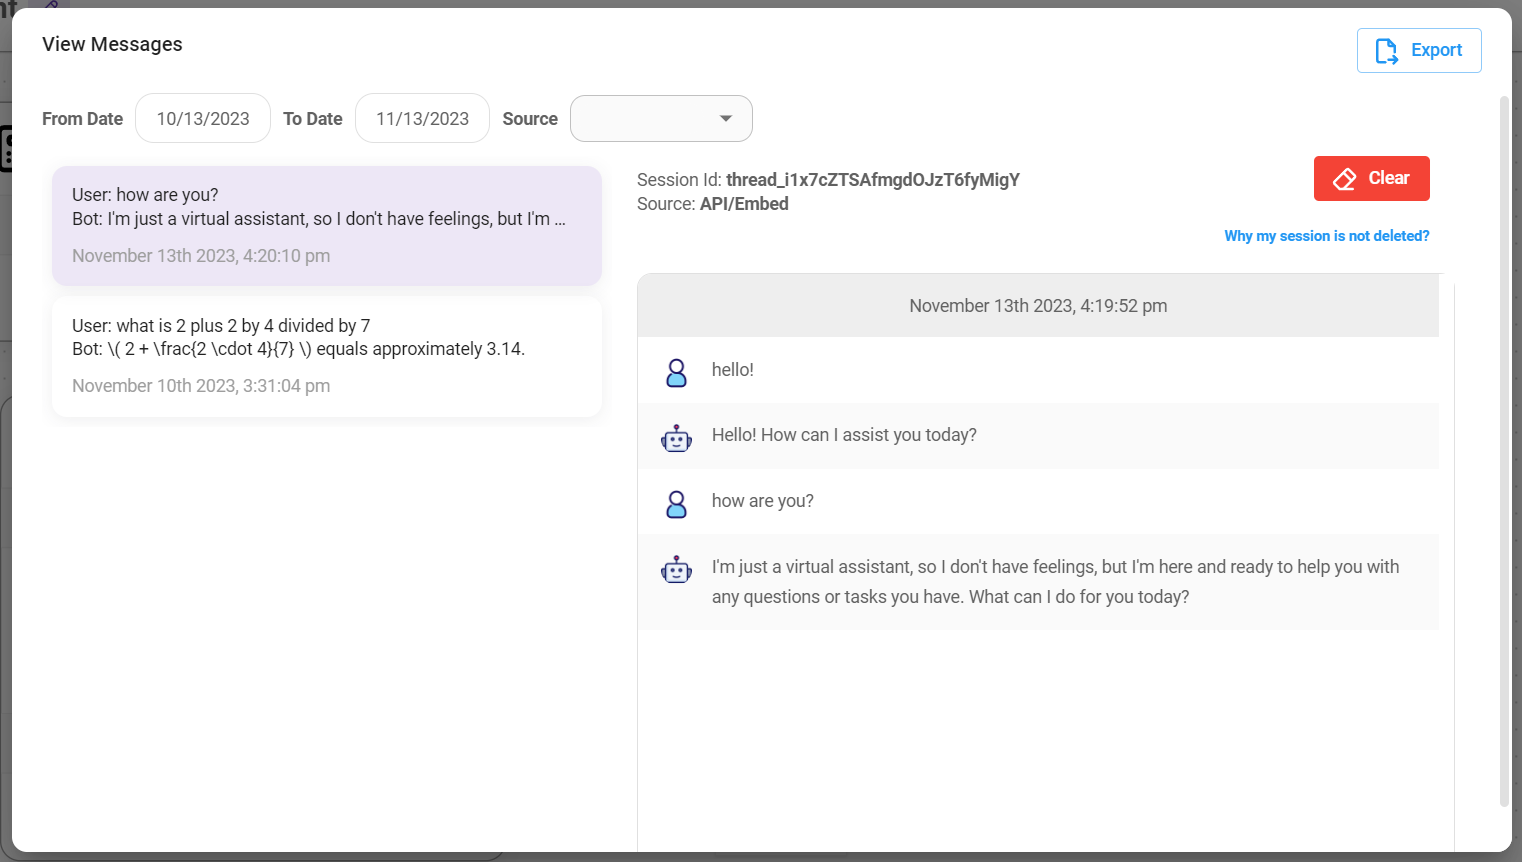 View Messages
Export
From Date 10/13/2023 To Date 11/13/2023 Source
User: how are you?
Bot: I'm just a virtual assistant, so I don't have feelings, but I'm ...
November 13th 2023, 4:20:10 pm
User: what is 2 plus 2 by 4 divided by 7
Bot: \( 2 + \frac{2 \cdot 4}{7} \) equals approximately 3.14.
November 10th 2023, 3:31:04 pm
Session Id: thread_i1x7cZTSAfmgdOJzT6fyMigY
Source: API/Embed
Clear
Why my session is not deleted?
November 13th 2023, 4:19:52 pm
hello!
Hello! How can I assist you today?
how are you?
I'm just a virtual assistant, so I don't have feelings, but I'm here and ready to help you with
any questions or tasks you have. What can I do for you today?